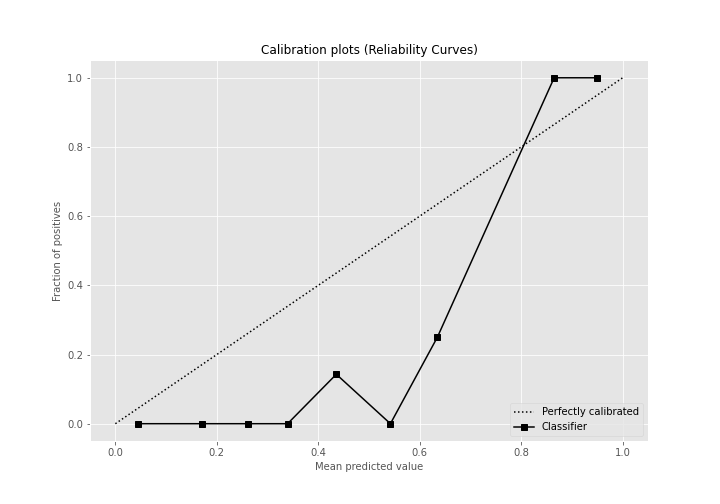 Calibration plots (Reliability Curves)
1.0
0.8
0.6
0.4
0.2
0.0
Fraction of positives
0.0 0.2 0.4 0.6 0.8 1.0
Mean predicted value
Perfectly calibrated
Classifier